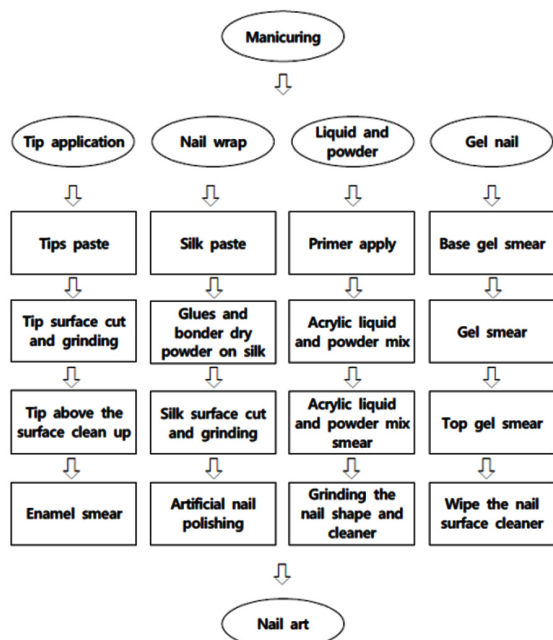 Manicuring
Tip application
Nail wrap
Liquid and
powder
Gel nail
Tips paste
Silk paste
Primer apply
Base gel smear
Tip surface cut
and grinding
Glues and
bonder dry
powder on silk
Acrylic liquid
and powder mix
Gel smear
Tip above the
surface clean up
Silk surface cut
and grinding
Acrylic liquid
and powder mix
smear
Top gel smear
Enamel smear
Artificial nail
polishing
Grinding the
nail shape and
cleaner
Wipe the nail
surface cleaner
Nail art